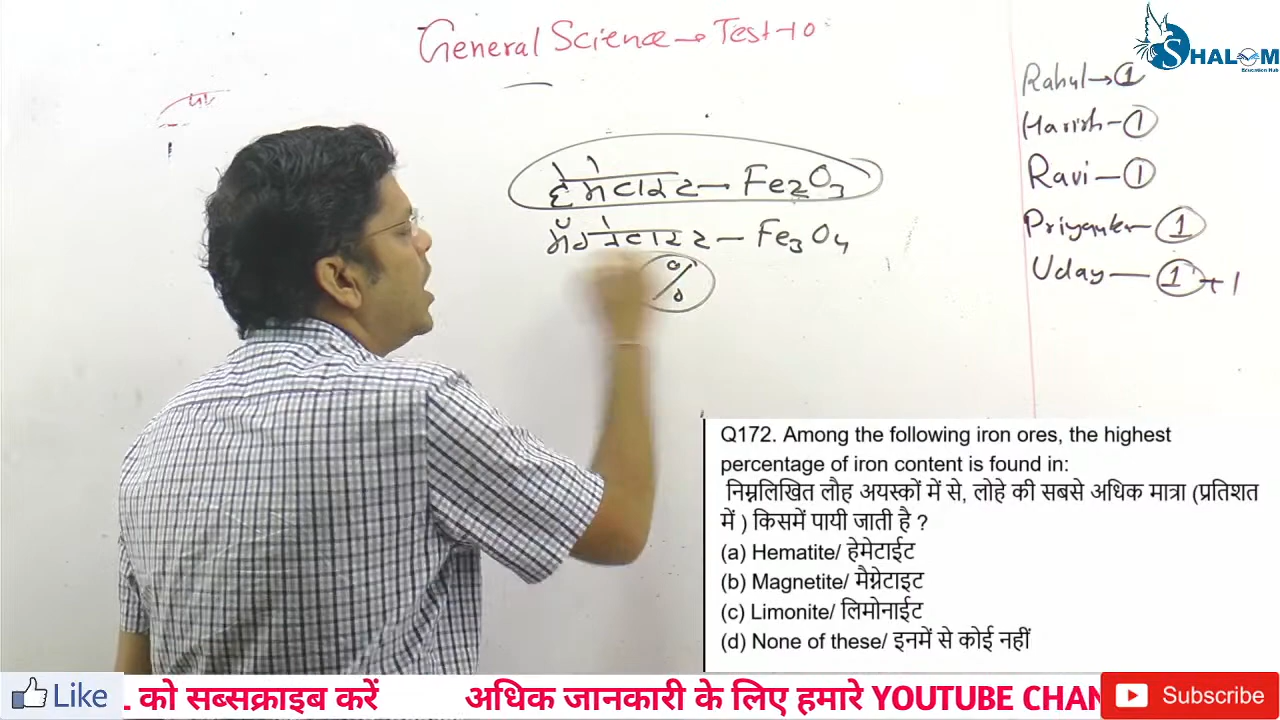 General Science → Test-10
SHALOM
Education Hub
Rahul → 1
Harish - 1
Ravi - 1
Priyanka - 1
Uday - 1 + 1
हेमेटाइट - Fe2O3
मैग्नेटाइट - Fe3O4
%
Q172. Among the following iron ores, the highest
percentage of iron content is found in:
निम्नलिखित लौह अयस्कों में से, लोहे की सबसे अधिक मात्रा (प्रतिशत
में ) किसमें पायी जाती है ?
(a) Hematite/ हेमेटाईट
(b) Magnetite/ मैग्नेटाइट
(c) Limonite/ लिमोनाईट
(d) None of these/ इनमें से कोई नहीं
Like L को सब्सक्राइब करें अधिक जानकारी के लिए हमारे YOUTUBE CHAN Subscribe